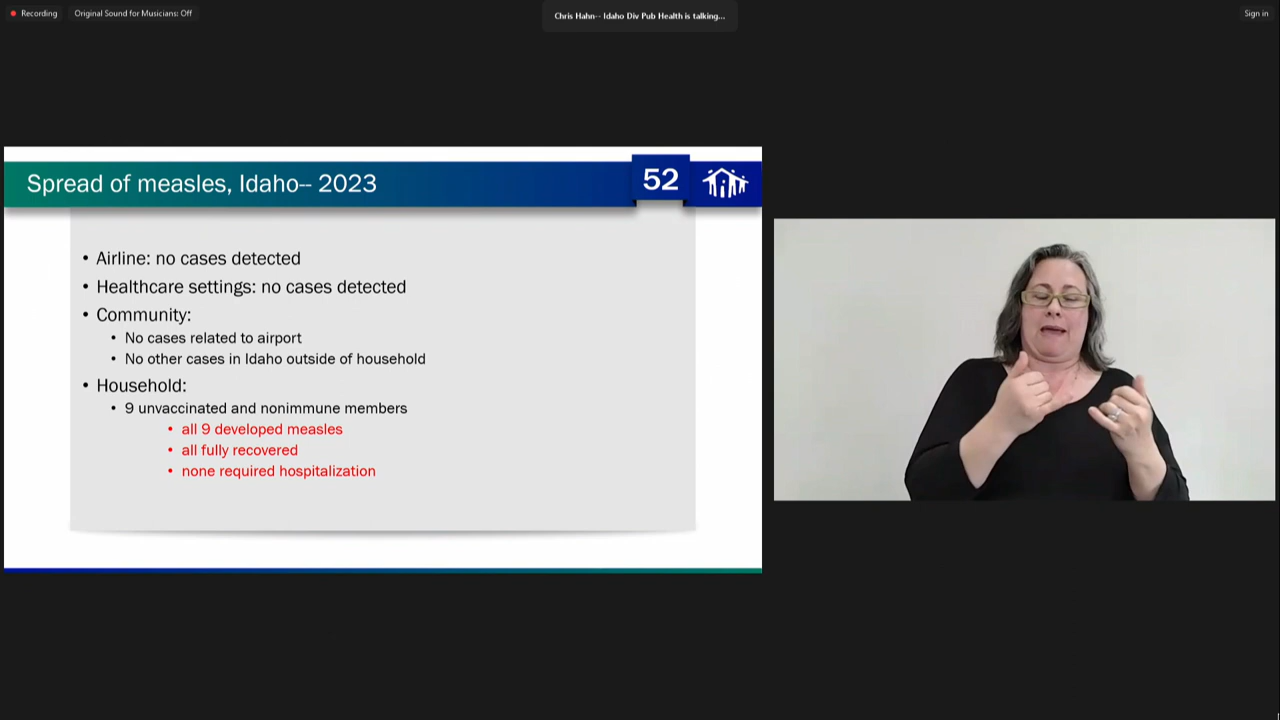 Recording
Original Sound for Musicians: Off
Chris Hahn-- Idaho Div Pub Health is talking...
Sign in
Spread of measles, Idaho-- 2023
52
• Airline: no cases detected
• Healthcare settings: no cases detected
• Community:
• No cases related to airport
• No other cases in Idaho outside of household
• Household:
• 9 unvaccinated and nonimmune members
• all 9 developed measles
• all fully recovered
• none required hospitalization